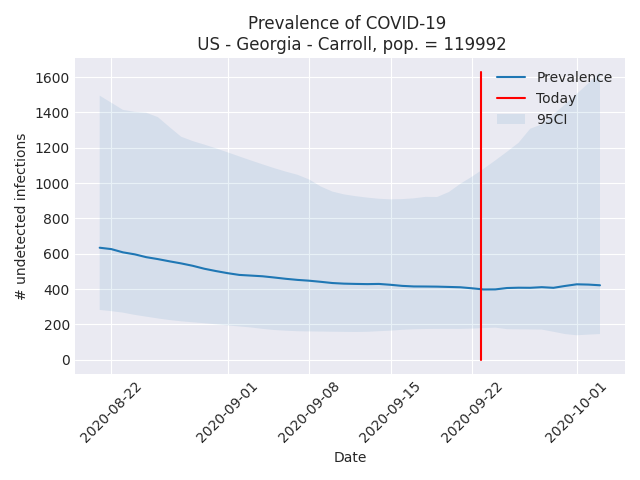 Prevalence of COVID-19
US - Georgia - Carroll, pop. = 119992
Prevalence
Today
95CI
# undetected infections
1600
1400
1200
1000
800
600
400
200
0
2020-08-22
2020-09-01
2020-09-08
2020-09-15
2020-09-22
2020-10-01
Date